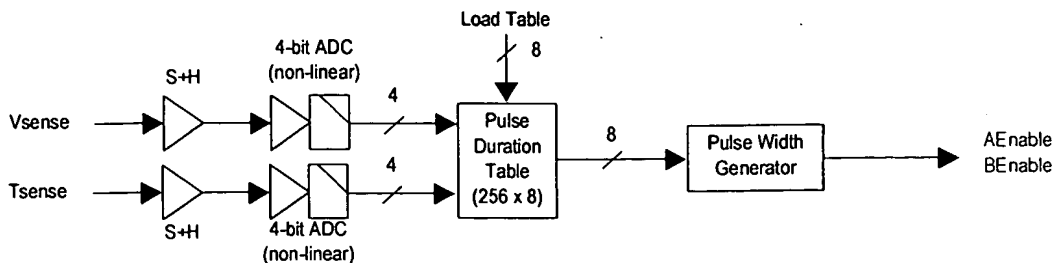 Load Table
8
4-bit ADC
(non-linear)
S+H
4
Vsense
Pulse
Duration
Table
(256 x 8)
8
Pulse Width
Generator
AEnable
BEnable
4
Tsense
S+H
4-bit ADC
(non-linear)